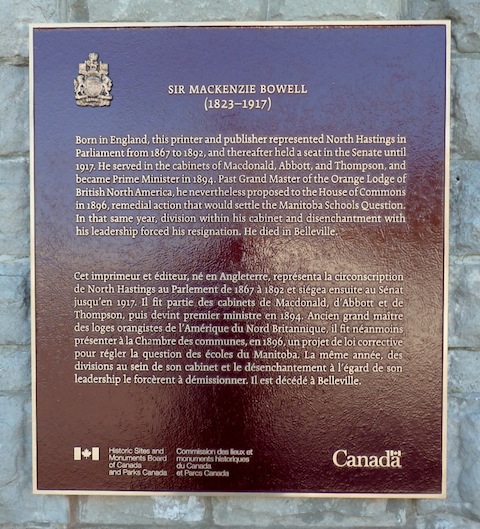 SIR MACKENZIE BOWELL
(1823–1917)
Born in England, this printer and publisher represented North Hastings in
Parliament from 1867 to 1892, and thereafter held a seat in the Senate until
1917. He served in the cabinets of Macdonald, Abbott, and Thompson, and
became Prime Minister in 1894. Past Grand Master of the Orange Lodge of
British North America, he nevertheless proposed to the House of Commons
in 1896, remedial action that would settle the Manitoba Schools Question.
In that same year, division within his cabinet and disenchantment with
his leadership forced his resignation. He died in Belleville.
Cet imprimeur et éditeur, né en Angleterre, représenta la circonscription
de North Hastings au Parlement de 1867 à 1892 et siégea ensuite au Sénat
jusqu'en 1917. Il fit partie des cabinets de Macdonald, d'Abbott et de
Thompson, puis devint premier ministre en 1894. Ancien grand maître
des loges orangistes de l'Amérique du Nord Britannique, il fit néanmoins
présenter à la Chambre des communes, en 1896, un projet de loi corrective
pour régler la question des écoles du Manitoba. La même année, des
divisions au sein de son cabinet et le désenchantement à l'égard de son
leadership le forcèrent à démissionner. Il est décédé à Belleville.
Historic Sites and
Monuments Board
of Canada
and Parks Canada
Commission des lieux et
monuments historiques
du Canada
et Parcs Canada
Canada